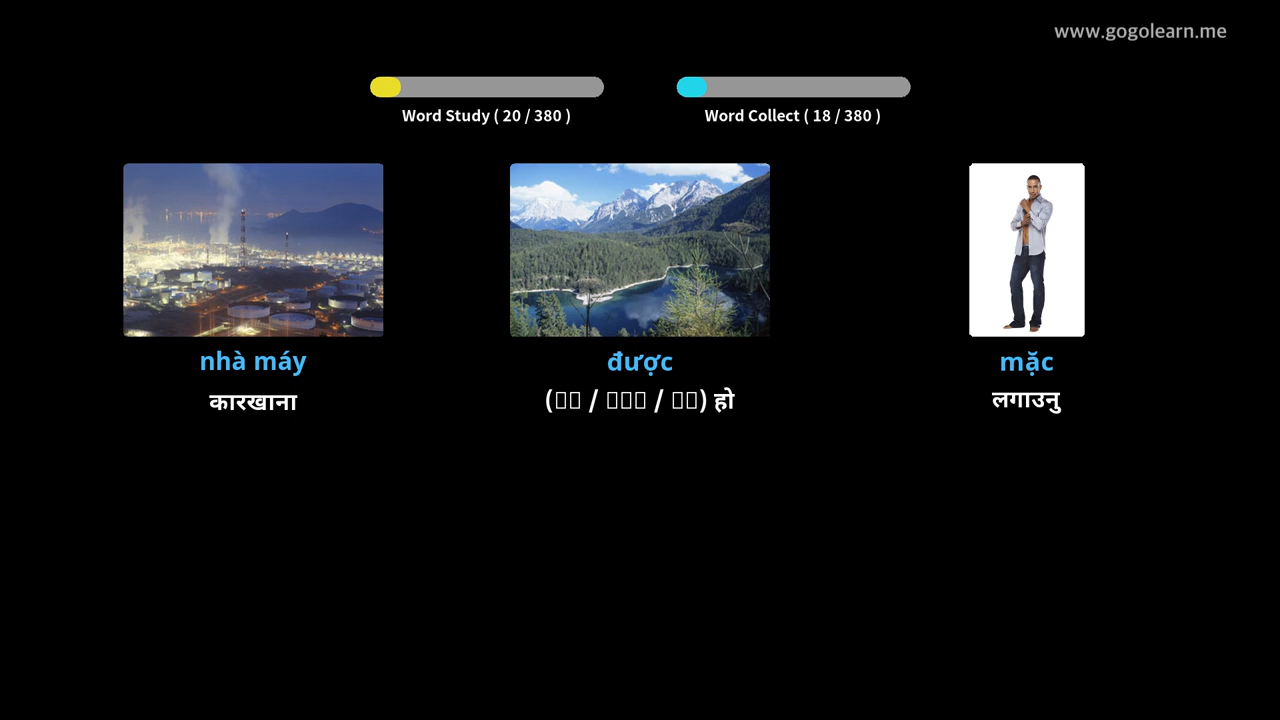 www.gogolearn.me
Word Study ( 20 / 380 )
Word Collect ( 18 / 380 )
nhà máy
được
mặc
कारखाना
( / / ) हो
लगाउनु